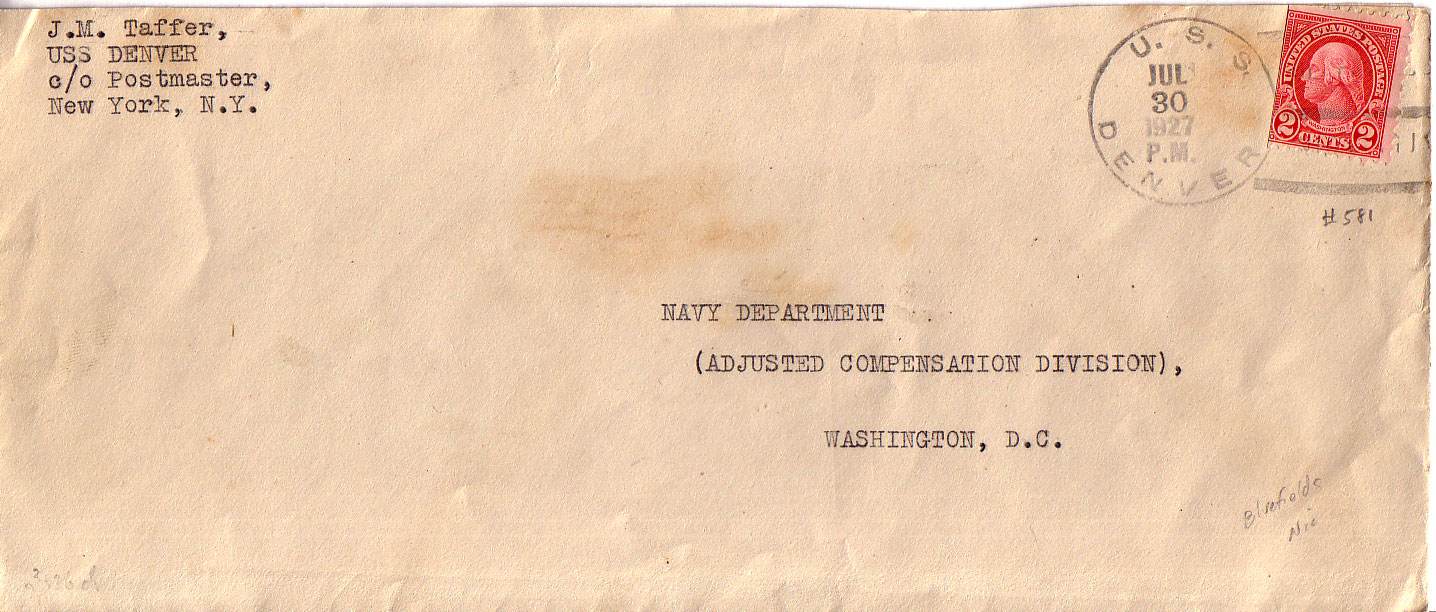 J.M. Taffer,
USS DENVER
c/o Postmaster,
New York, N.Y.
U. S. S.
JUL
30
1927
P.M.
DENVER
UNITED STATES POSTAGE
WASHINGTON
2 CENTS 2
#581
NAVY DEPARTMENT
(ADJUSTED COMPENSATION DIVISION),
WASHINGTON, D.C.
Bluefields
Nic